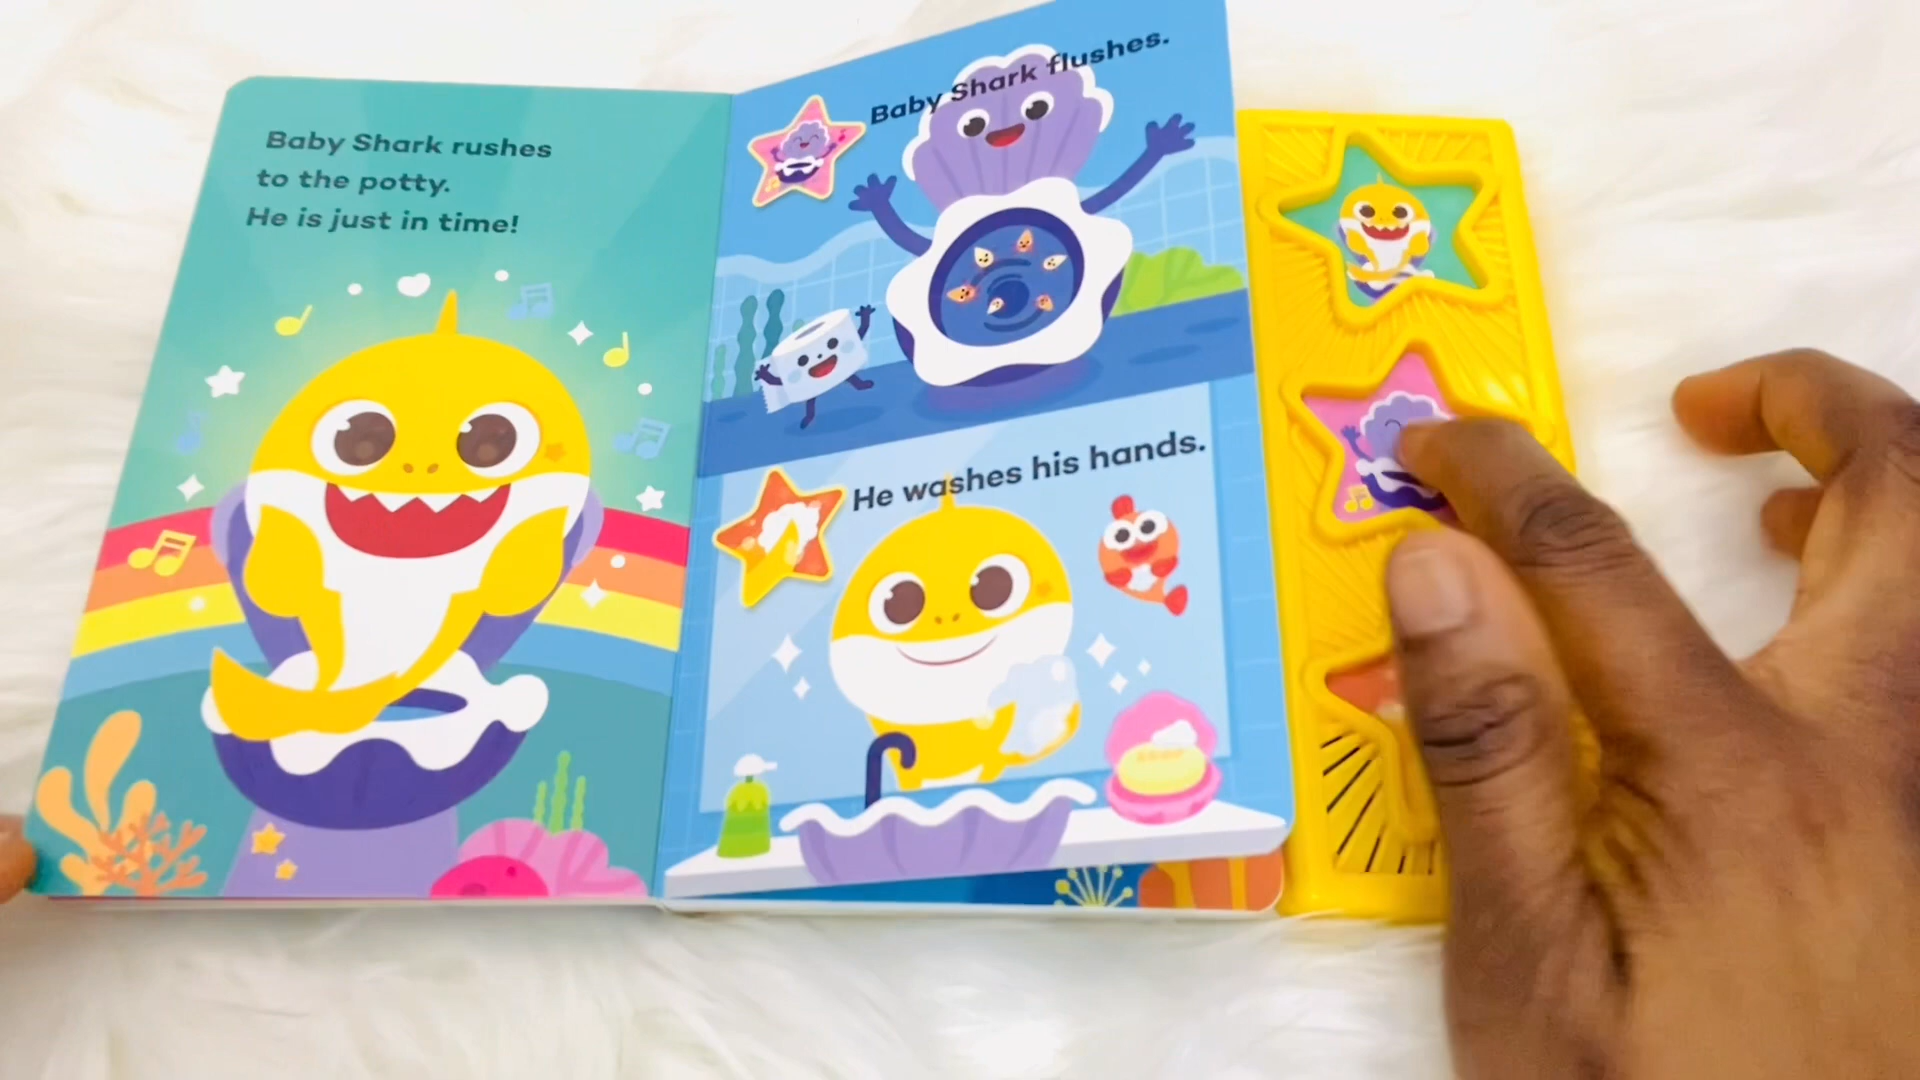 Baby Shark rushes
to the potty.
He is just in time!
Baby Shark flushes.
He washes his hands.